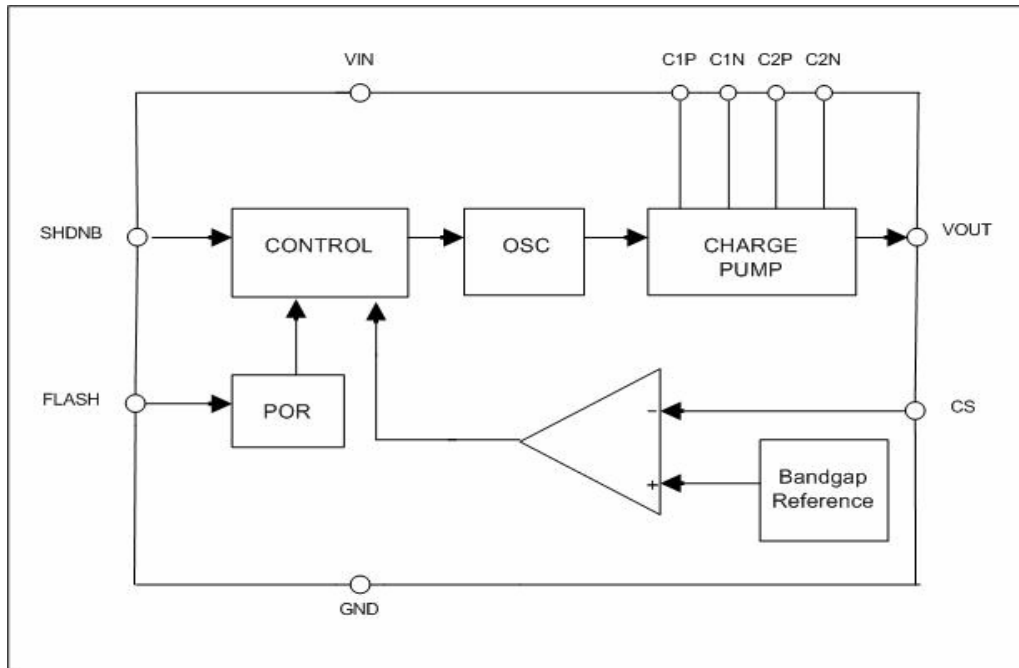 VIN
C1P C1N C2P C2N
SHDNB
CONTROL
OSC
CHARGE
PUMP
VOUT
FLASH
POR
-
+
CS
Bandgap
Reference
GND